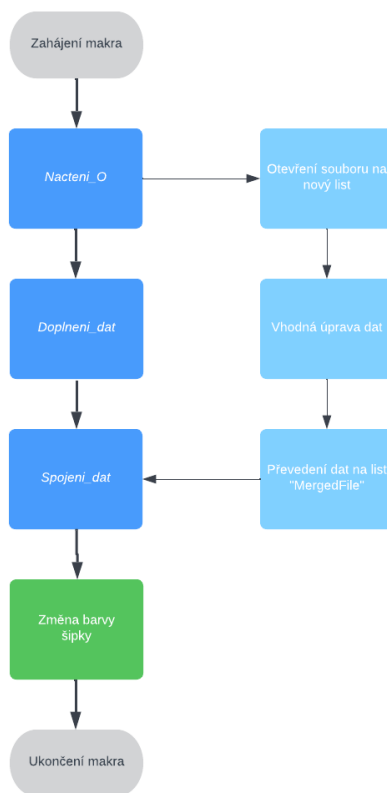 Zahájení makra
Nacteni_O
Otevření souboru na
nový list
Doplneni_dat
Vhodná úprava dat
Spojeni_dat
Převedení dat na list
"MergedFile"
Změna barvy
šipky
Ukončení makra